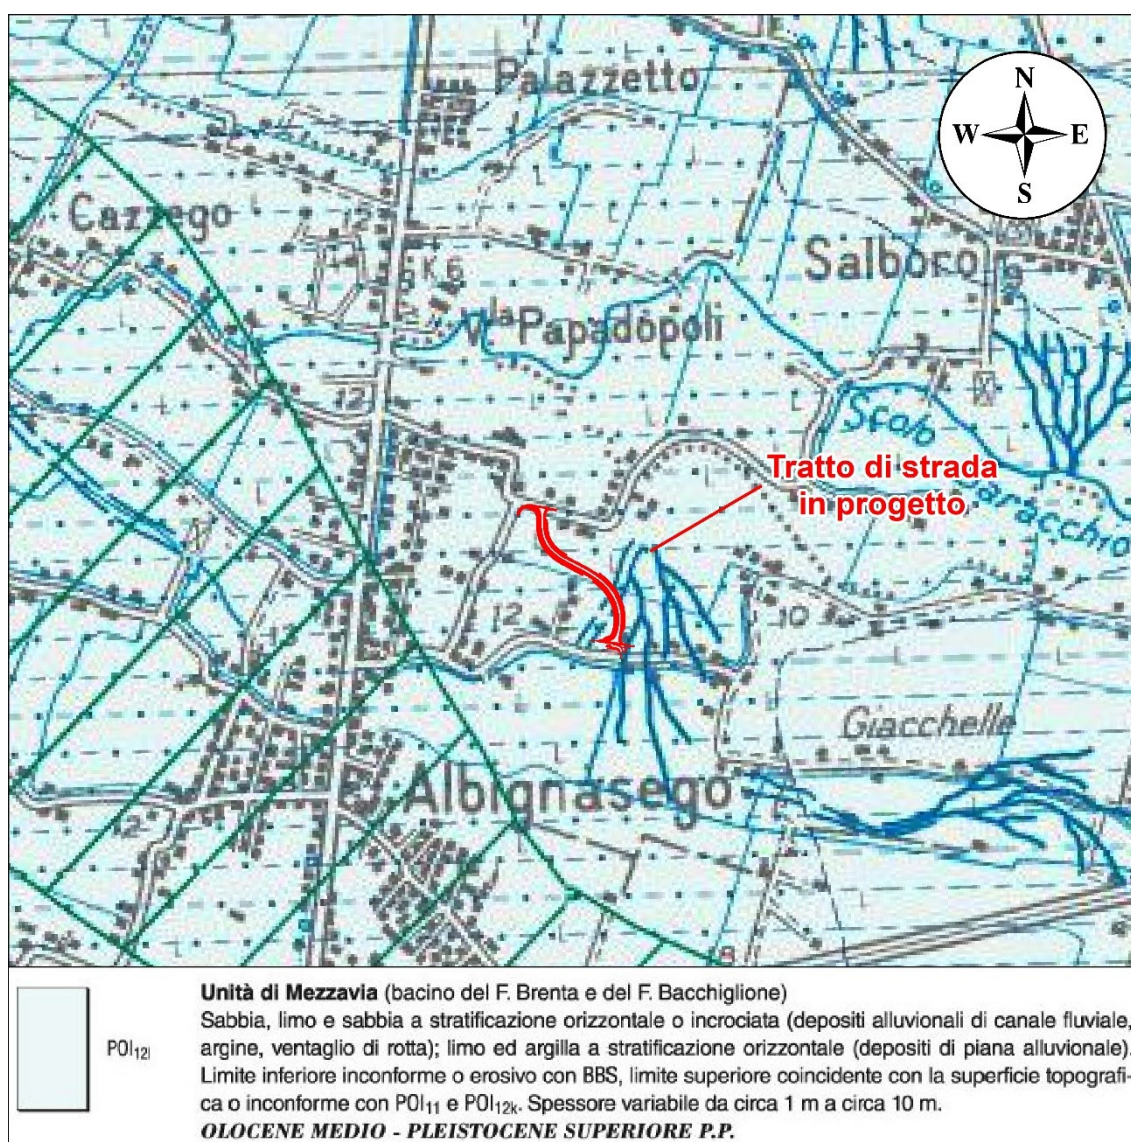 Palazzetto
N
W
E
S
Cazzego
12
K.6
Salboro
V.la Papadòpoli
12
Scolo
Tratto di strada
in progetto
12
10
Giacchelle
Albignasego
12
Unità di Mezzavia (bacino del F. Brenta e del F. Bacchiglione)
Sabbia, limo e sabbia a stratificazione orizzontale o incrociata (depositi alluvionali di canale fluviale,
POI12l
argine, ventaglio di rotta); limo ed argilla a stratificazione orizzontale (depositi di piana alluvionale).
Limite inferiore inconforme o erosivo con BBS, limite superiore coincidente con la superficie topografi-
ca o inconforme con POI11 e POI12k. Spessore variabile da circa 1 m a circa 10 m.
OLOCENE MEDIO - PLEISTOCENE SUPERIORE P.P.